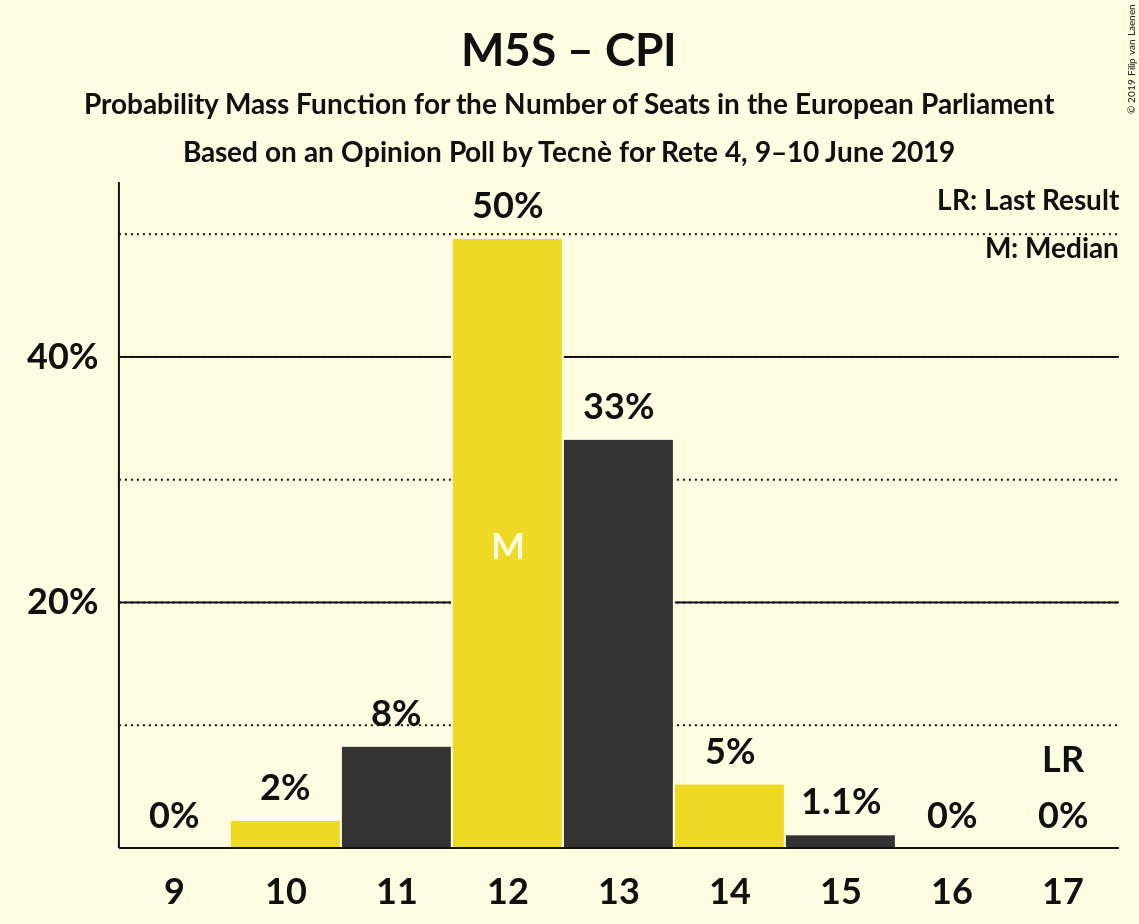 M5S – CPI
Probability Mass Function for the Number of Seats in the European Parliament
Based on an Opinion Poll by Tecnè for Rete 4, 9–10 June 2019
© 2019 Filip van Laenen
LR: Last Result
M: Median
50%
40%
33%
M
20%
8%
5%
LR
2%
1.1%
0%
0%
0%
9 10 11 12 13 14 15 16 17